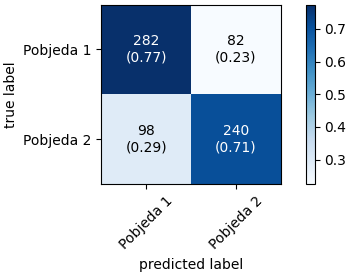 true label
Pobjeda 1
282
(0.77)
82
(0.23)
Pobjeda 2
98
(0.29)
240
(0.71)
Pobjeda 1
Pobjeda 2
predicted label
0.7
0.6
0.5
0.4
0.3